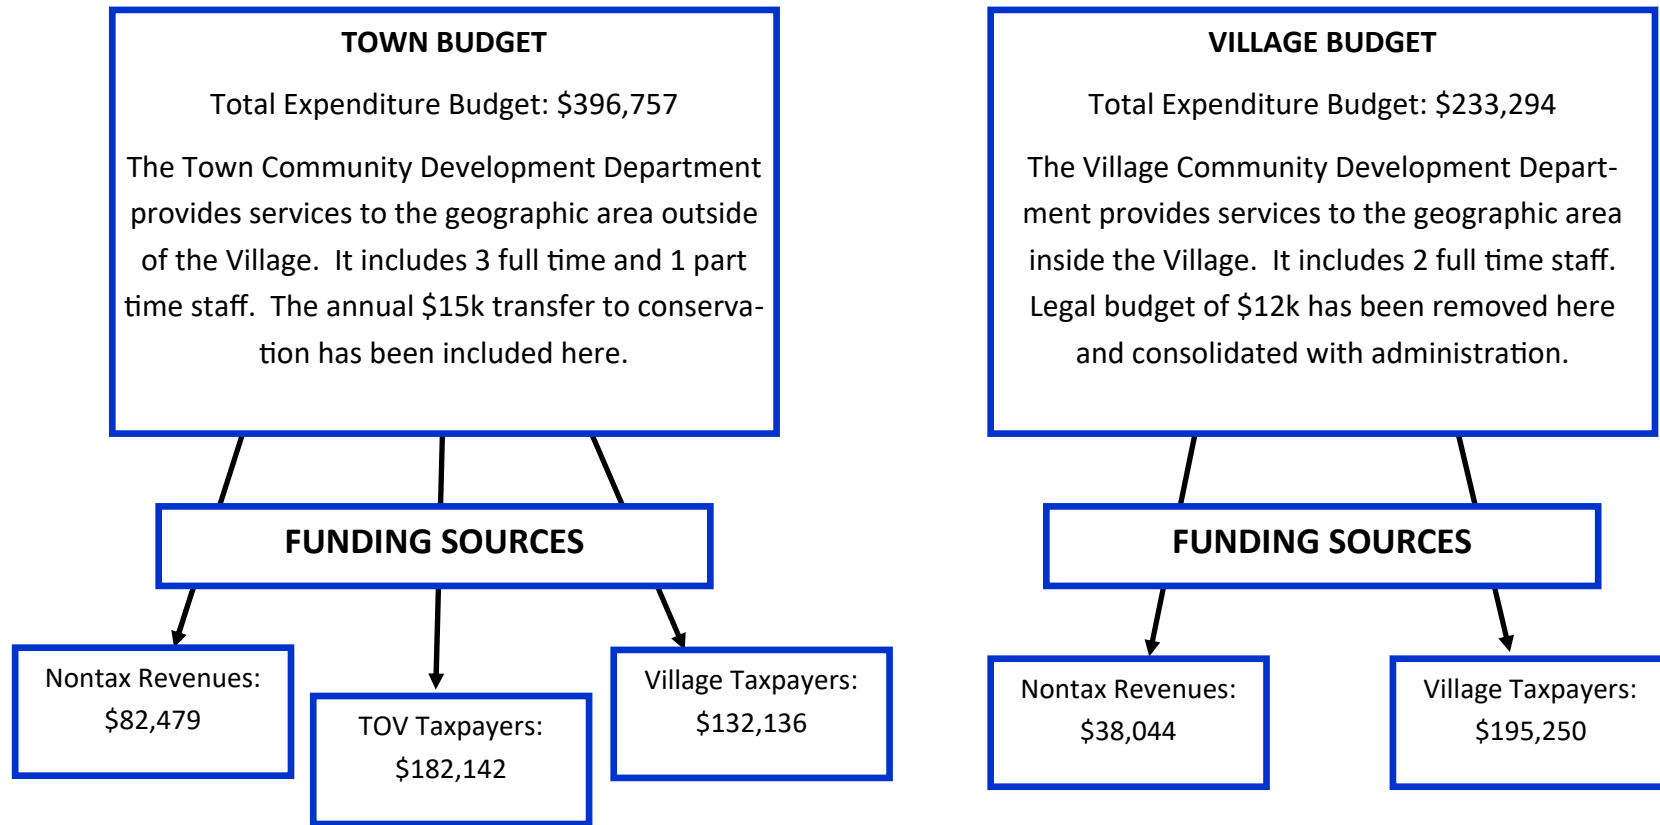 TOWN BUDGET
Total Expenditure Budget: $396,757
The Town Community Development Department
provides services to the geographic area outside
of the Village.  It includes 3 full time and 1 part
time staff.  The annual $15k transfer to conserva-
tion has been included here.
FUNDING SOURCES
Nontax Revenues:
$82,479
TOV Taxpayers:
$182,142
Village Taxpayers:
$132,136
VILLAGE BUDGET
Total Expenditure Budget: $233,294
The Village Community Development Depart-
ment provides services to the geographic area
inside the Village.  It includes 2 full time staff.
Legal budget of $12k has been removed here
and consolidated with administration.
FUNDING SOURCES
Nontax Revenues:
$38,044
Village Taxpayers:
$195,250